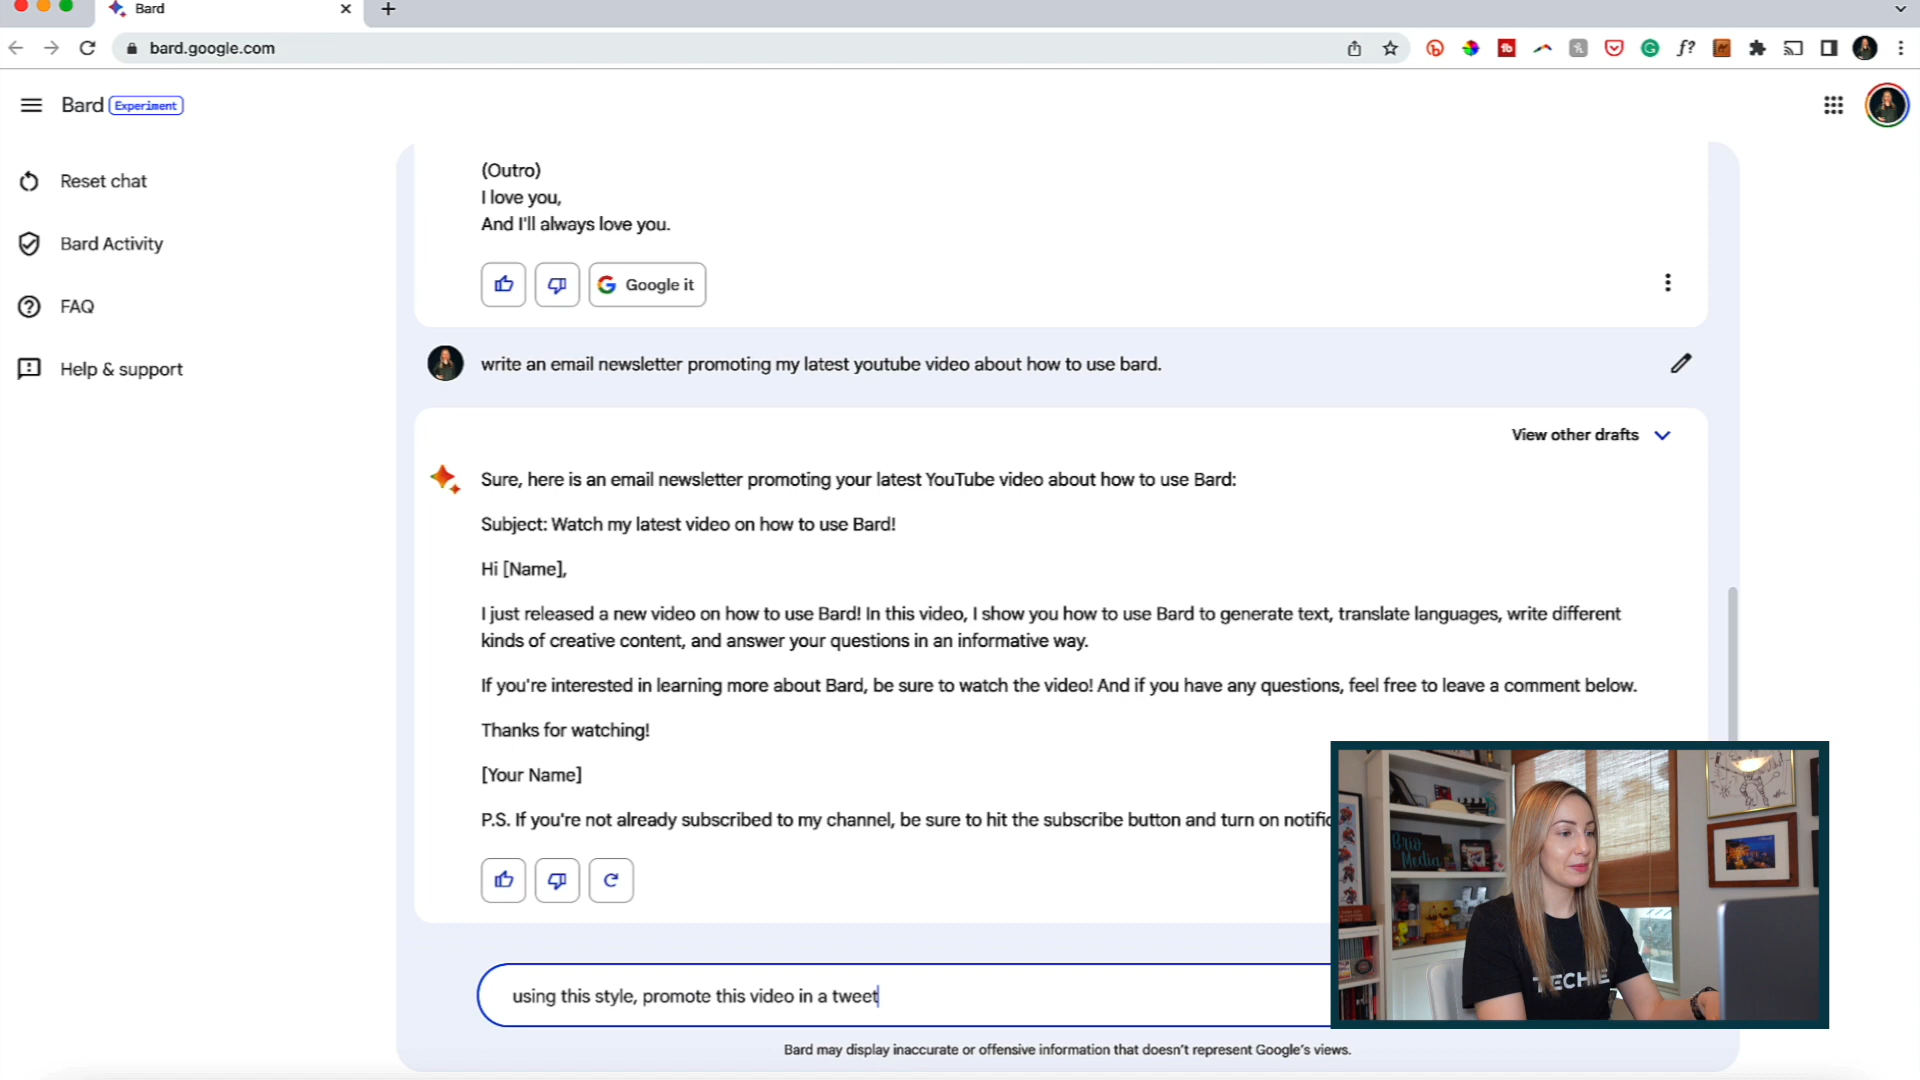 Bard
bard.google.com
Bard Experiment
Reset chat
Bard Activity
FAQ
Help & support
(Outro)
I love you,
And I'll always love you.
Google it
write an email newsletter promoting my latest youtube video about how to use bard.
View other drafts
Sure, here is an email newsletter promoting your latest YouTube video about how to use Bard:
Subject: Watch my latest video on how to use Bard!
Hi [Name],
I just released a new video on how to use Bard! In this video, I show you how to use Bard to generate text, translate languages, write different
kinds of creative content, and answer your questions in an informative way.
If you're interested in learning more about Bard, be sure to watch the video! And if you have any questions, feel free to leave a comment below.
Thanks for watching!
[Your Name]
P.S. If you're not already subscribed to my channel, be sure to hit the subscribe button and turn on notific
Brio
Media
TECHIE
using this style, promote this video in a tweet
Bard may display inaccurate or offensive information that doesn't represent Google's views.